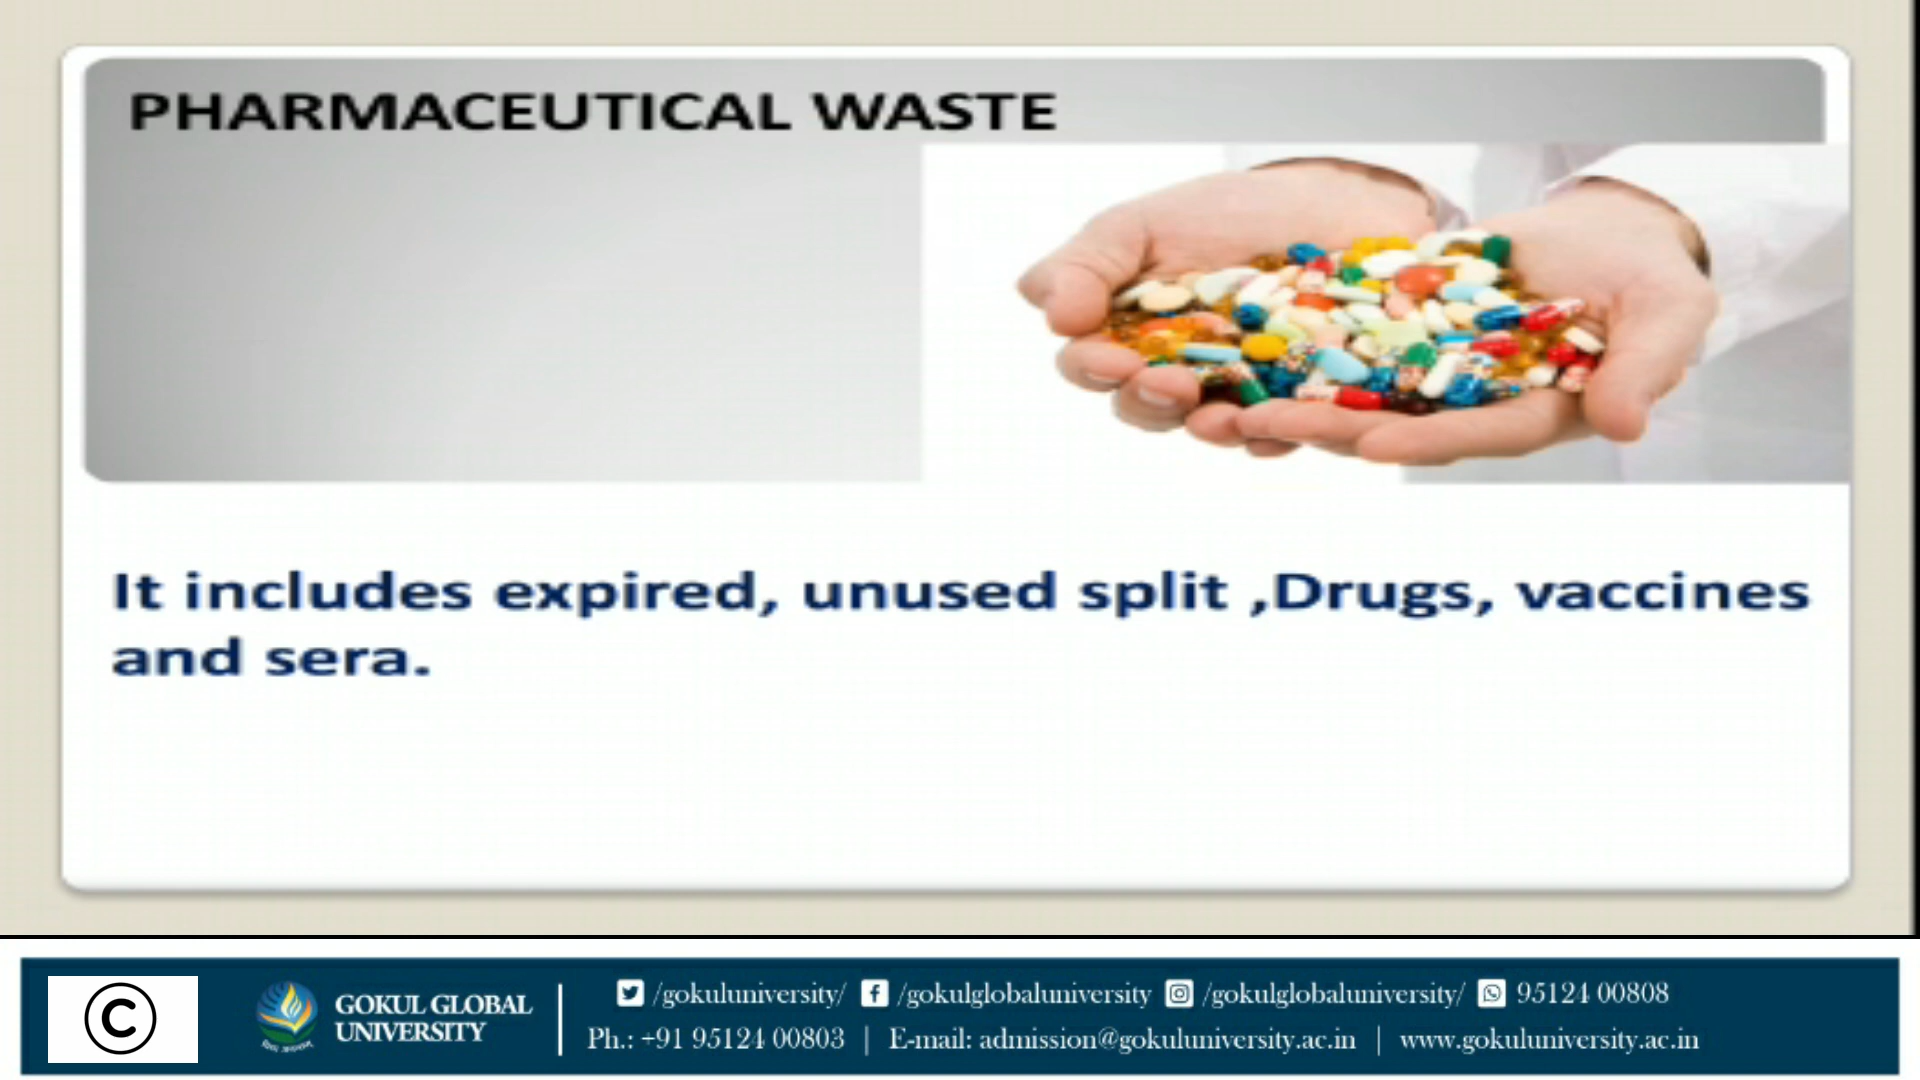 PHARMACEUTICAL WASTE
It includes expired, unused split ,Drugs, vaccines
and sera.
©
GOKUL GLOBAL
UNIVERSITY
/gokuluniversity/ /gokulglobaluniversity /gokulglobaluniversity/ 95124 00808
Ph.: +91 95124 00803 | E-mail: admission@gokuluniversity.ac.in | www.gokuluniversity.ac.in